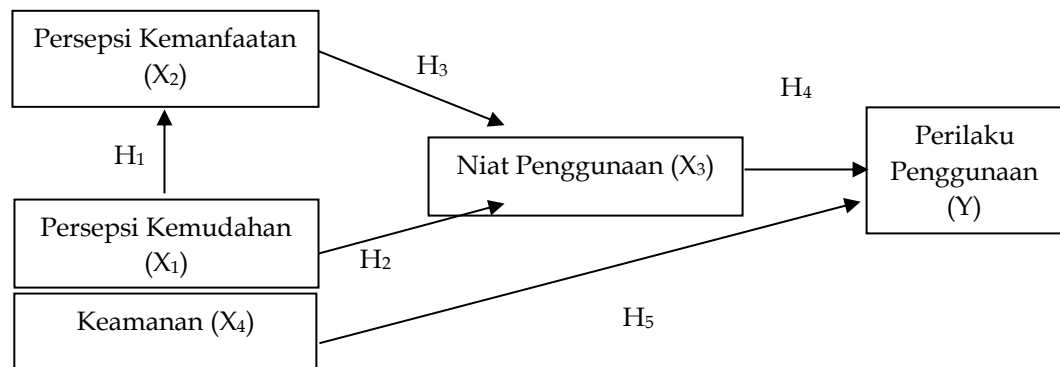 Persepsi Kemanfaatan
(X₂)
H₃
H₄
Perilaku
Penggunaan
(Y)
Niat Penggunaan (X₃)
H₁
Persepsi Kemudahan
(X₁)
H₂
Keamanan (X₄)
H₅